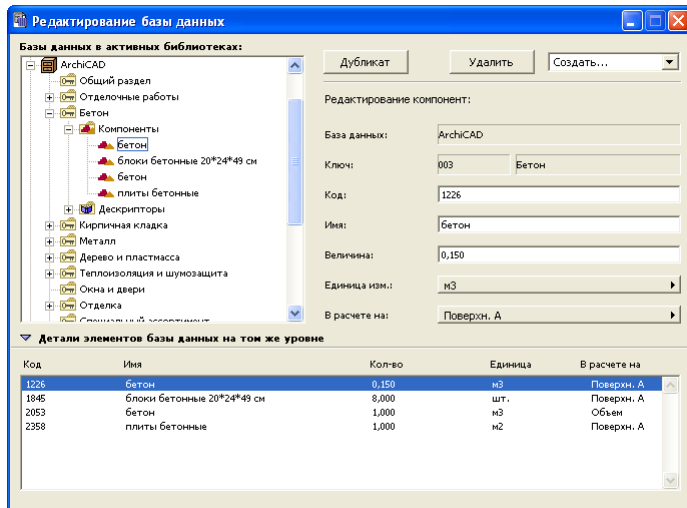 Редактирование базы данных
Базы данных в активных библиотеках:
ArchiCAD
Общий раздел
Отделочные работы
Бетон
Компоненты
бетон
блоки бетонные 20*24*49 см
бетон
плиты бетонные
Дескрипторы
Кирпичная кладка
Металл
Дерево и пластмасса
Теплоизоляция и шумозащита
Окна и двери
Отделка
Специальный ассортимент
Дубликат Удалить Создать...
Редактирование компонент:
База данных: ArchiCAD
Ключ: 003 Бетон
Код: 1226
Имя: бетон
Величина: 0,150
Единица изм.: м3
В расчете на: Поверхн. A
Детали элементов базы данных на том же уровне
Код Имя Кол-во Единица В расчете на
1226 бетон 0,150 м3 Поверхн. A
1845 блоки бетонные 20*24*49 см 8,000 шт. Поверхн. A
2053 бетон 1,000 м3 Объем
2358 плиты бетонные 1,000 м2 Поверхн. A